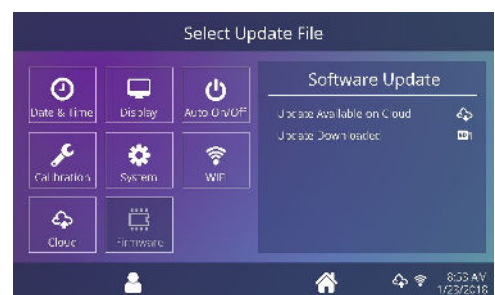 Select Update File
Date & Time
Display
Auto On/Off
Calibration
System
WIFI
Cloud
Firmware
Software Update
Update Available on Cloud
Update Downloaded
8:53 AM
1/23/2018